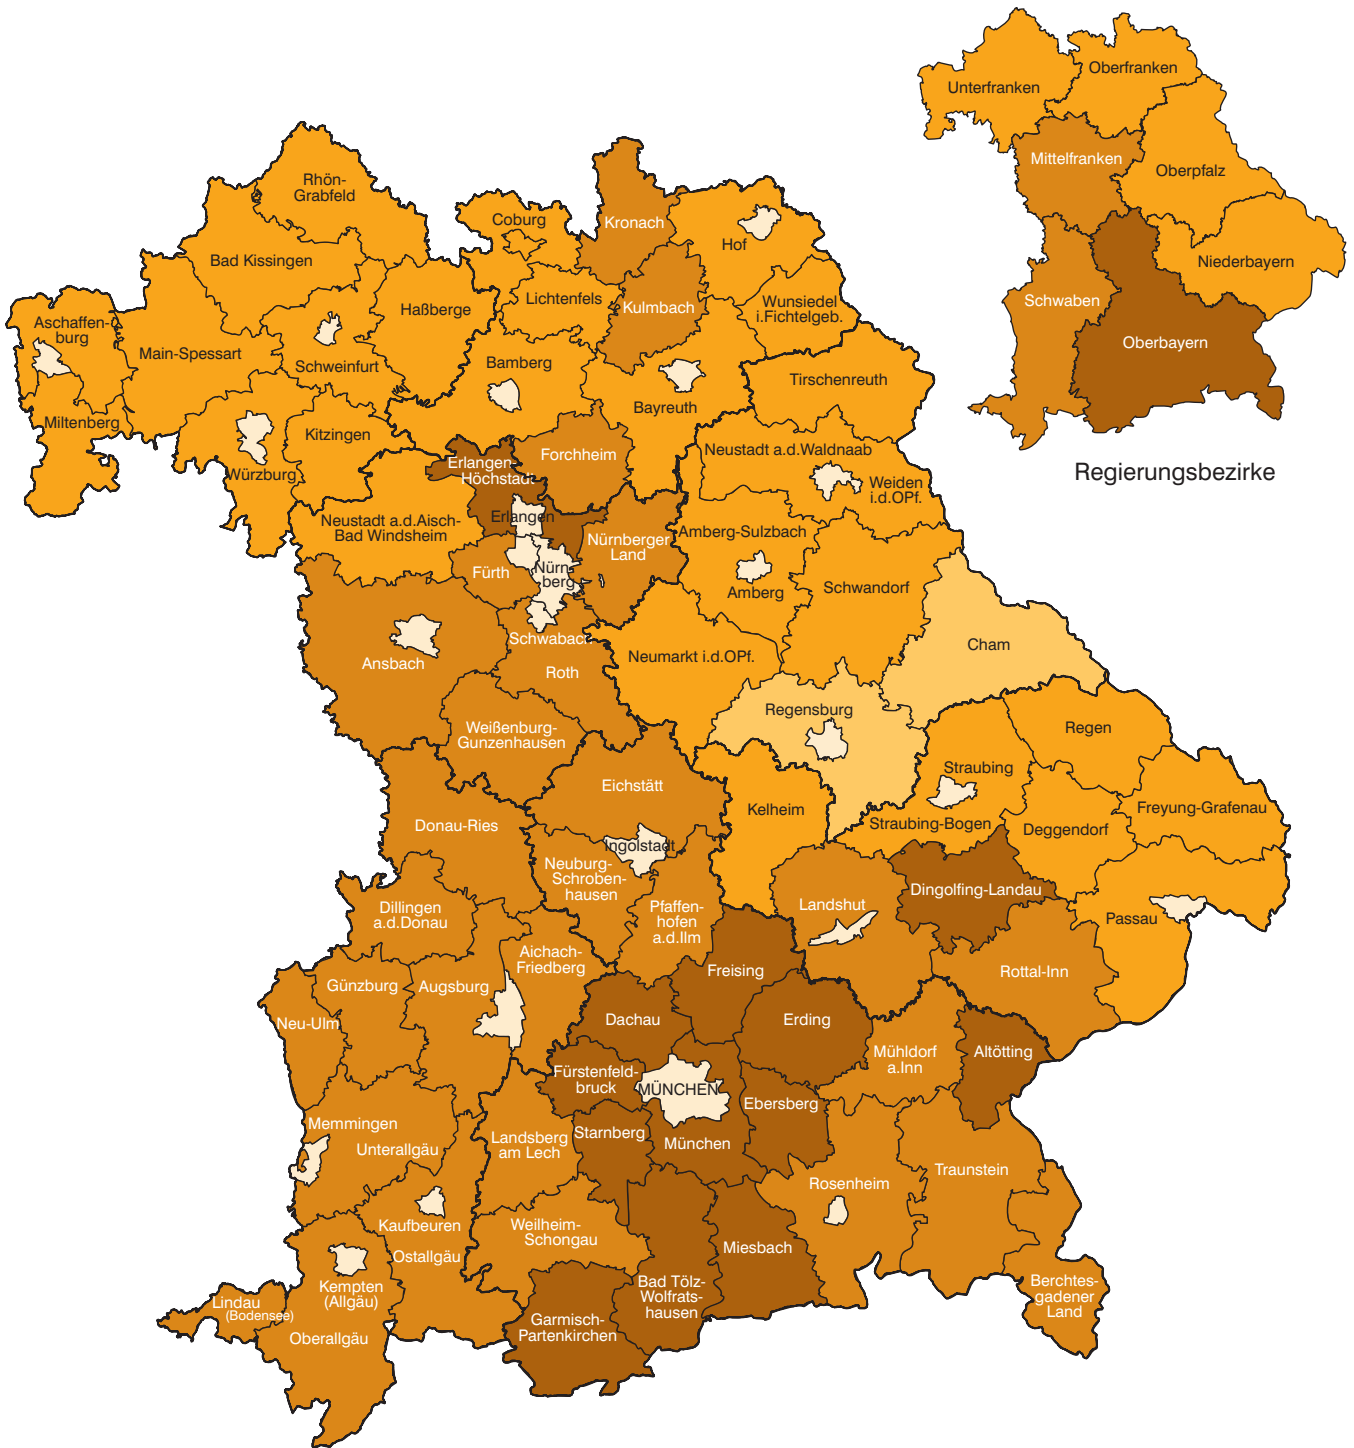 Oberfranken
Unterfranken
Mittelfranken
Oberpfalz
Niederbayern
Schwaben
Oberbayern
Regierungsbezirke
Rhön-
Grabfeld
Coburg
Kronach
Hof
Bad Kissingen
Lichtenfels
Haßberge
Kulmbach
Wunsiedel
i.Fichtelgeb.
Aschaffen-
burg
Main-Spessart
Schweinfurt
Bamberg
Tirschenreuth
Bayreuth
Miltenberg
Kitzingen
Würzburg
Erlangen-
Höchstadt
Forchheim
Neustadt a.d.Waldnaab
Weiden
i.d.OPf.
Neustadt a.d.Aisch-
Bad Windsheim
Erlangen
Nürnberger
Land
Amberg-Sulzbach
Fürth
Nürn-
berg
Amberg
Schwandorf
Cham
Schwabach
Roth
Ansbach
Neumarkt i.d.OPf.
Regensburg
Weißenburg-
Gunzenhausen
Regen
Straubing
Eichstätt
Kelheim
Freyung-Grafenau
Donau-Ries
Straubing-Bogen
Deggendorf
Ingolstadt
Neuburg-
Schroben-
hausen
Dingolfing-Landau
Dillingen
a.d.Donau
Pfaffen-
hofen
a.d.Ilm
Landshut
Passau
Aichach-
Friedberg
Freising
Rottal-Inn
Günzburg
Augsburg
Neu-Ulm
Dachau
Erding
Mühldorf
a.Inn
Altötting
Fürstenfeld-
bruck
MÜNCHEN
Ebersberg
Memmingen
Unterallgäu
Landsberg
am Lech
Starnberg
München
Traunstein
Rosenheim
Kaufbeuren
Ostallgäu
Weilheim-
Schongau
Miesbach
Kempten
(Allgäu)
Bad Tölz-
Wolfrats-
hausen
Berchtes-
gadener
Land
Lindau
(Bodensee)
Oberallgäu
Garmisch-
Partenkirchen